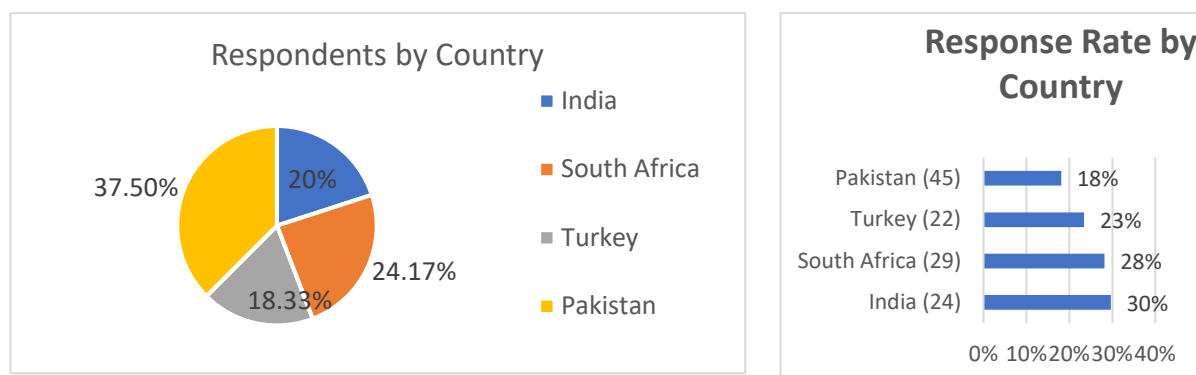 Respondents by Country
20%
24.17%
18.33%
37.50%
India
South Africa
Turkey
Pakistan
Response Rate by
Country
Pakistan (45) 18%
Turkey (22) 23%
South Africa (29) 28%
India (24) 30%
0% 10% 20% 30% 40%